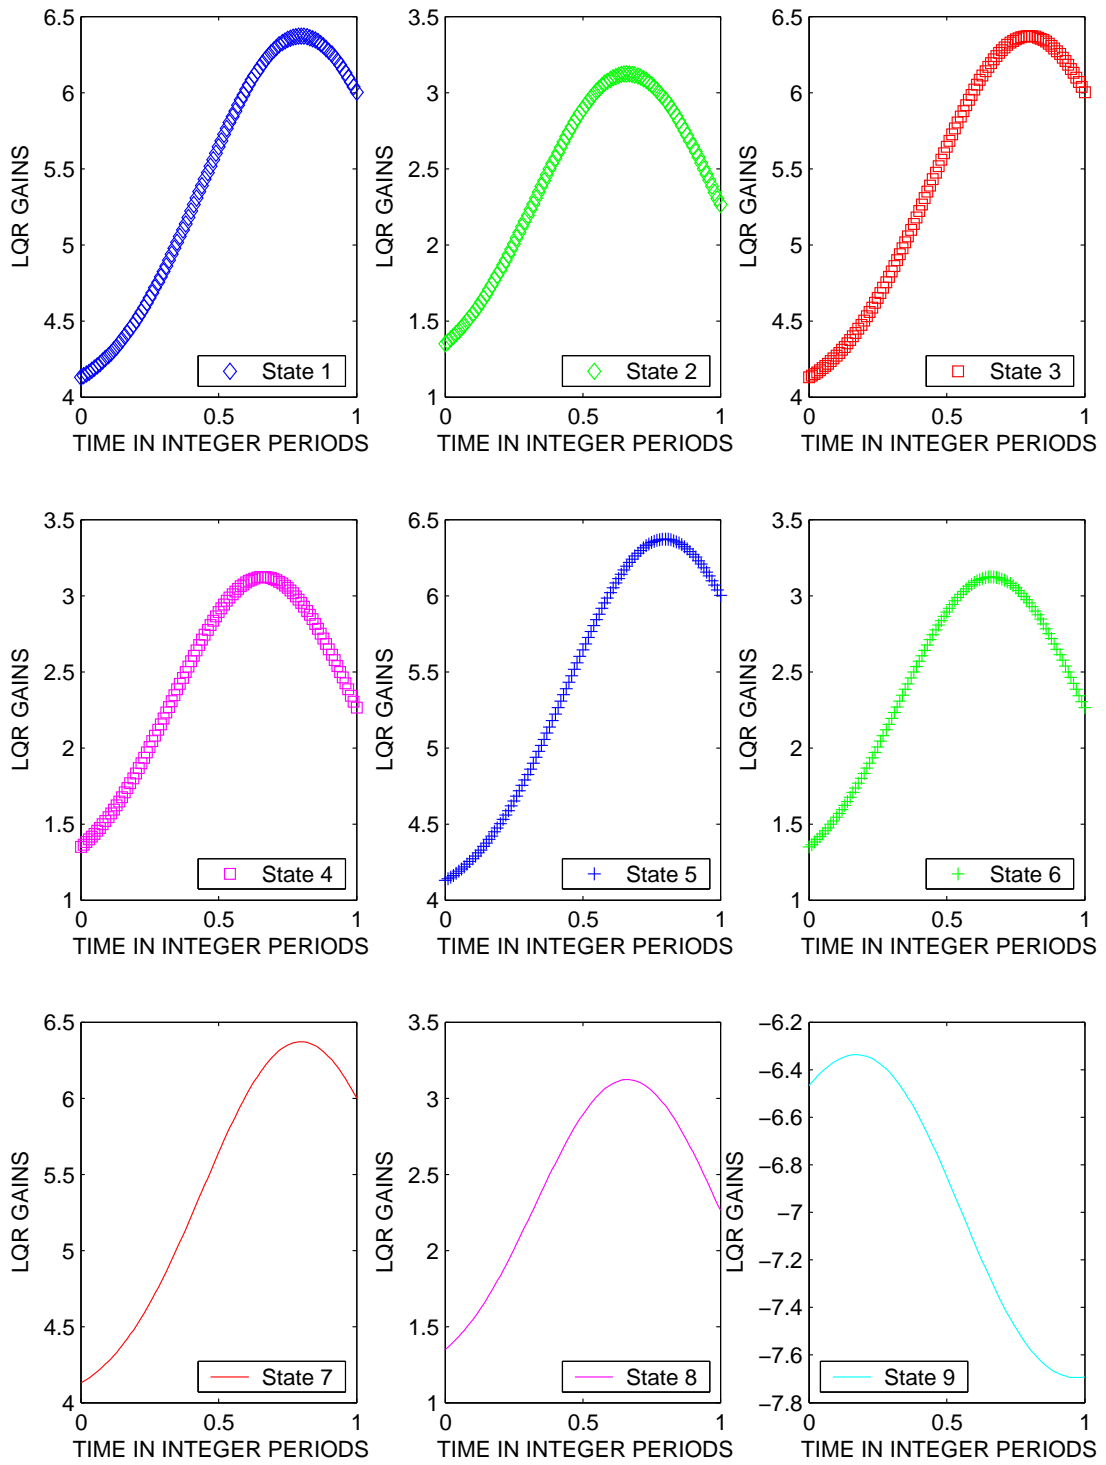 6.5
6
5.5
5
4.5
4
0 0.5 1
LQR GAINS
TIME IN INTEGER PERIODS
State 1
3.5
3
2.5
2
1.5
1
0 0.5 1
LQR GAINS
TIME IN INTEGER PERIODS
State 2
6.5
6
5.5
5
4.5
4
0 0.5 1
LQR GAINS
TIME IN INTEGER PERIODS
State 3
3.5
3
2.5
2
1.5
1
0 0.5 1
LQR GAINS
TIME IN INTEGER PERIODS
State 4
6.5
6
5.5
5
4.5
4
0 0.5 1
LQR GAINS
TIME IN INTEGER PERIODS
State 5
3.5
3
2.5
2
1.5
1
0 0.5 1
LQR GAINS
TIME IN INTEGER PERIODS
State 6
6.5
6
5.5
5
4.5
4
0 0.5 1
LQR GAINS
TIME IN INTEGER PERIODS
State 7
3.5
3
2.5
2
1.5
1
0 0.5 1
LQR GAINS
TIME IN INTEGER PERIODS
State 8
−6.2
−6.4
−6.6
−6.8
−7
−7.2
−7.4
−7.6
−7.8
0 0.5 1
LQR GAINS
TIME IN INTEGER PERIODS
State 9